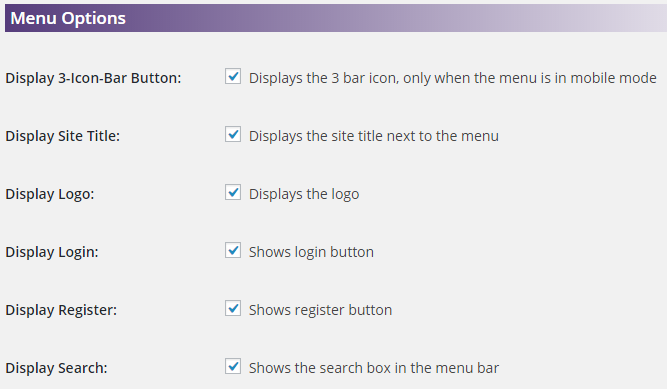 Menu Options
Display 3-Icon-Bar Button: Displays the 3 bar icon, only when the menu is in mobile mode
Display Site Title: Displays the site title next to the menu
Display Logo: Displays the logo
Display Login: Shows login button
Display Register: Shows register button
Display Search: Shows the search box in the menu bar